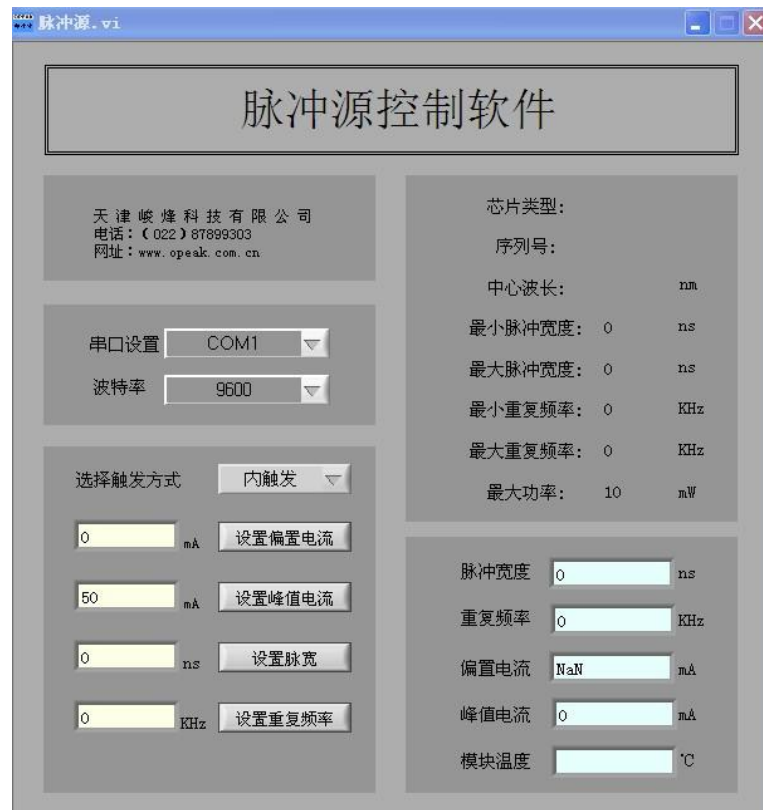 脉冲源.vi
脉冲源控制软件
天津峻烽科技有限公司
电话：(022)87899303
网址：www.opeak.com.cn
串口设置 COM1
波特率 9600
选择触发方式 内触发
0 mA 设置偏置电流
50 mA 设置峰值电流
0 ns 设置脉宽
0 KHz 设置重复频率
芯片类型：
序列号：
中心波长： nm
最小脉冲宽度： 0 ns
最大脉冲宽度： 0 ns
最小重复频率： 0 KHz
最大重复频率： 0 KHz
最大功率： 10 mW
脉冲宽度 0 ns
重复频率 0 KHz
偏置电流 NaN mA
峰值电流 0 mA
模块温度 ℃